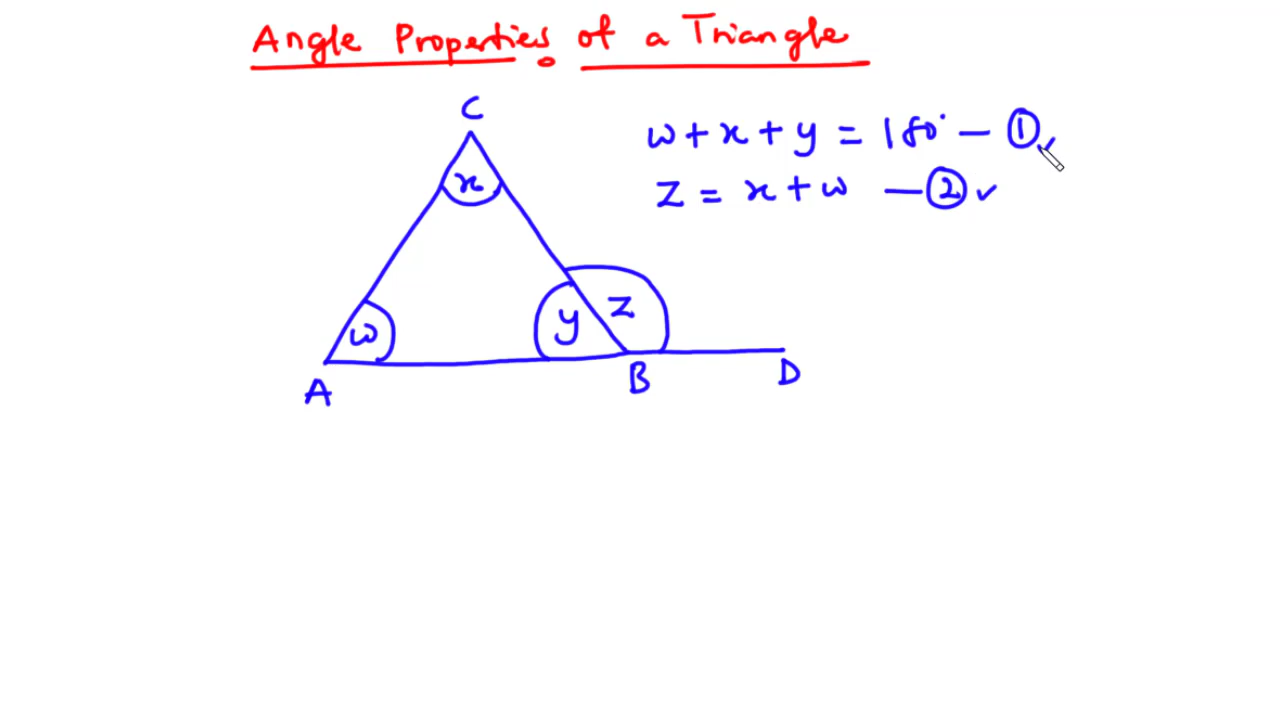 Angle Properties of a Triangle
C
w + x + y = 180° — ①✓
x
z = x + w — ② ✓
z
y
w
B
D
A